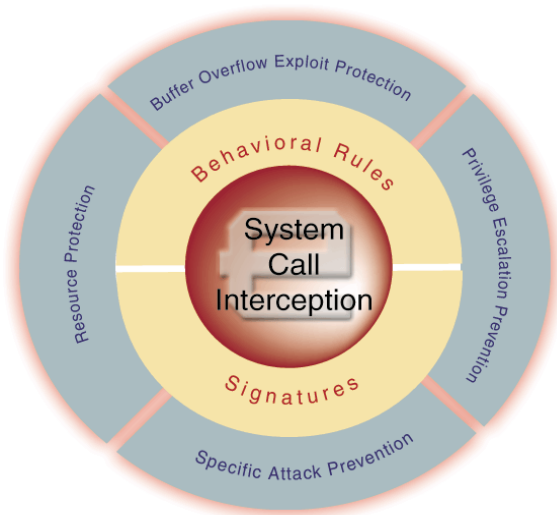 Buffer Overflow Exploit Protection
Behavioral Rules
System
Call
Interception
Resource Protection
Privilege Escalation Prevention
Signatures
Specific Attack Prevention